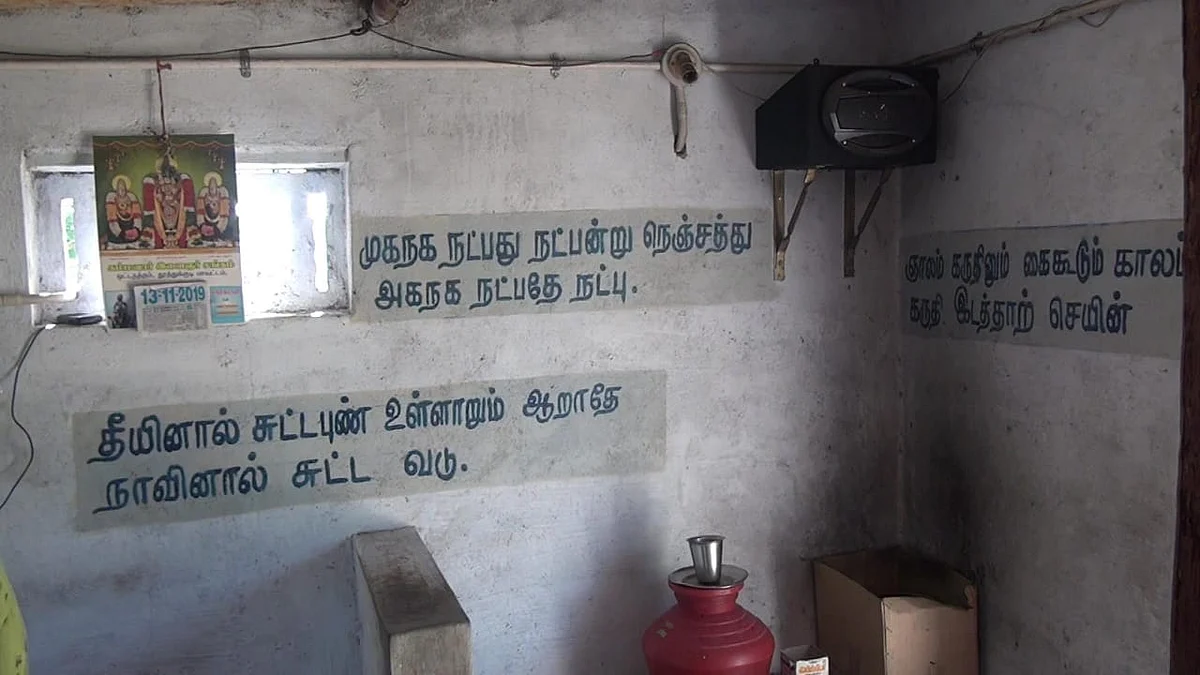 13-11-2019
முகநக நட்பது நட்பன்று நெஞ்சத்து
அகநக நட்பதே நட்பு.
ஞாலம் கருதினும் கைகூடும் காலம்
கருதி இடத்தாற் செயின்
தீயினால் சுட்டபுண் உள்ளாறும் ஆறாதே
நாவினால் சுட்ட வடு.